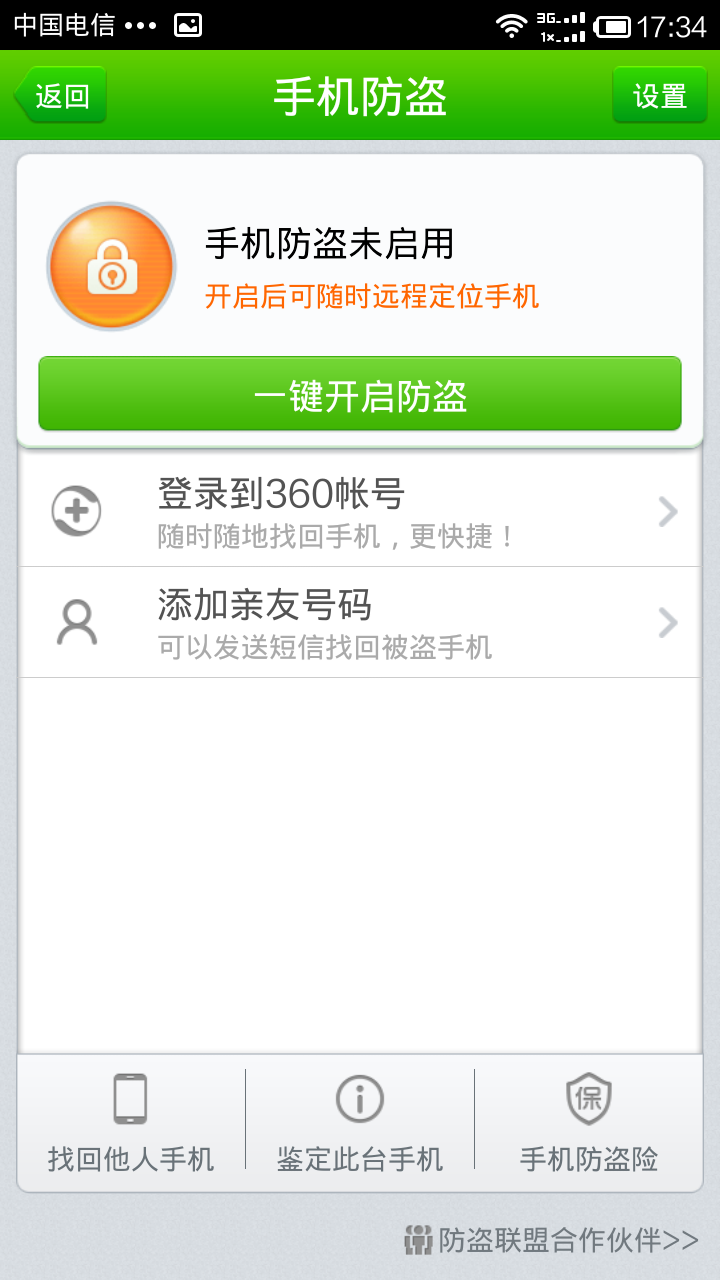 中国电信 ••• 3G 1× 17:34
返回 手机防盗 设置
手机防盗未启用
开启后可随时远程定位手机
一键开启防盗
登录到360帐号
随时随地找回手机，更快捷！
添加亲友号码
可以发送短信找回被盗手机
保
找回他人手机 鉴定此台手机 手机防盗险
防盗联盟合作伙伴>>